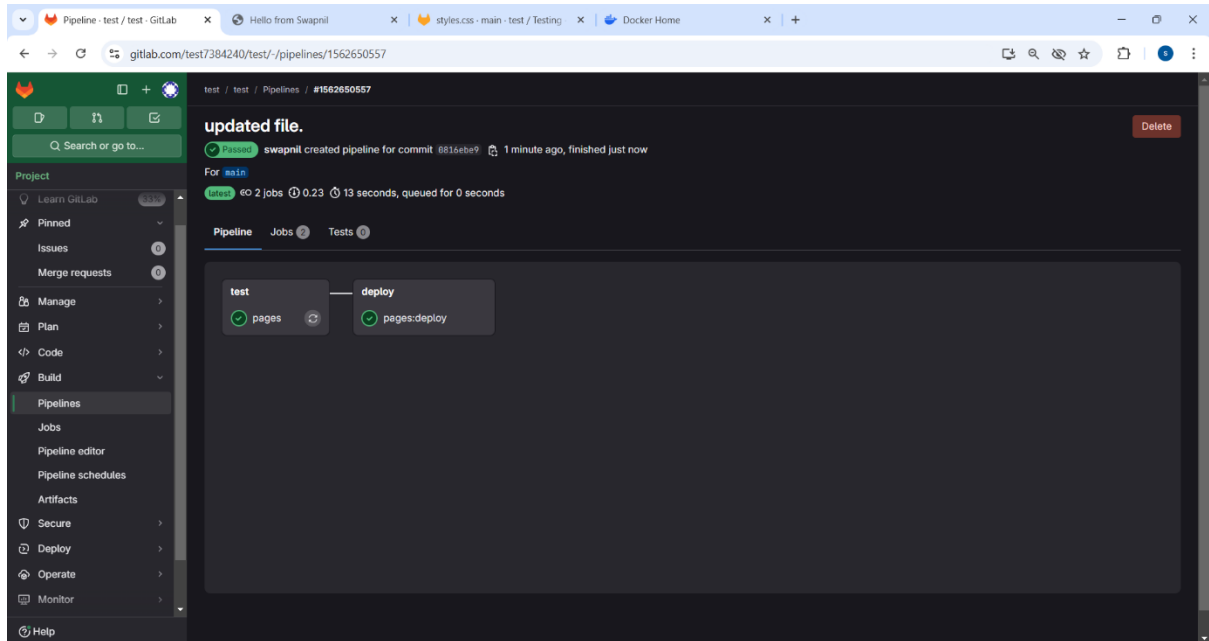 Pipeline - test / test - GitLab
Hello from Swapnil
styles.css - main - test / Testing
Docker Home
gitlab.com/test7384240/test/-/pipelines/1562650557
S
test / test / Pipelines / #1562650557
Search or go to...
updated file.
Delete
Passed swapnil created pipeline for commit 6816ebe9 1 minute ago, finished just now
For main
latest 2 jobs 0.23 13 seconds, queued for 0 seconds
Pipeline Jobs 2 Tests 0
test
pages
deploy
pages:deploy
Project
Learn GitLab 33%
Pinned
Issues 0
Merge requests 0
Manage
Plan
Code
Build
Pipelines
Jobs
Pipeline editor
Pipeline schedules
Artifacts
Secure
Deploy
Operate
Monitor
Help